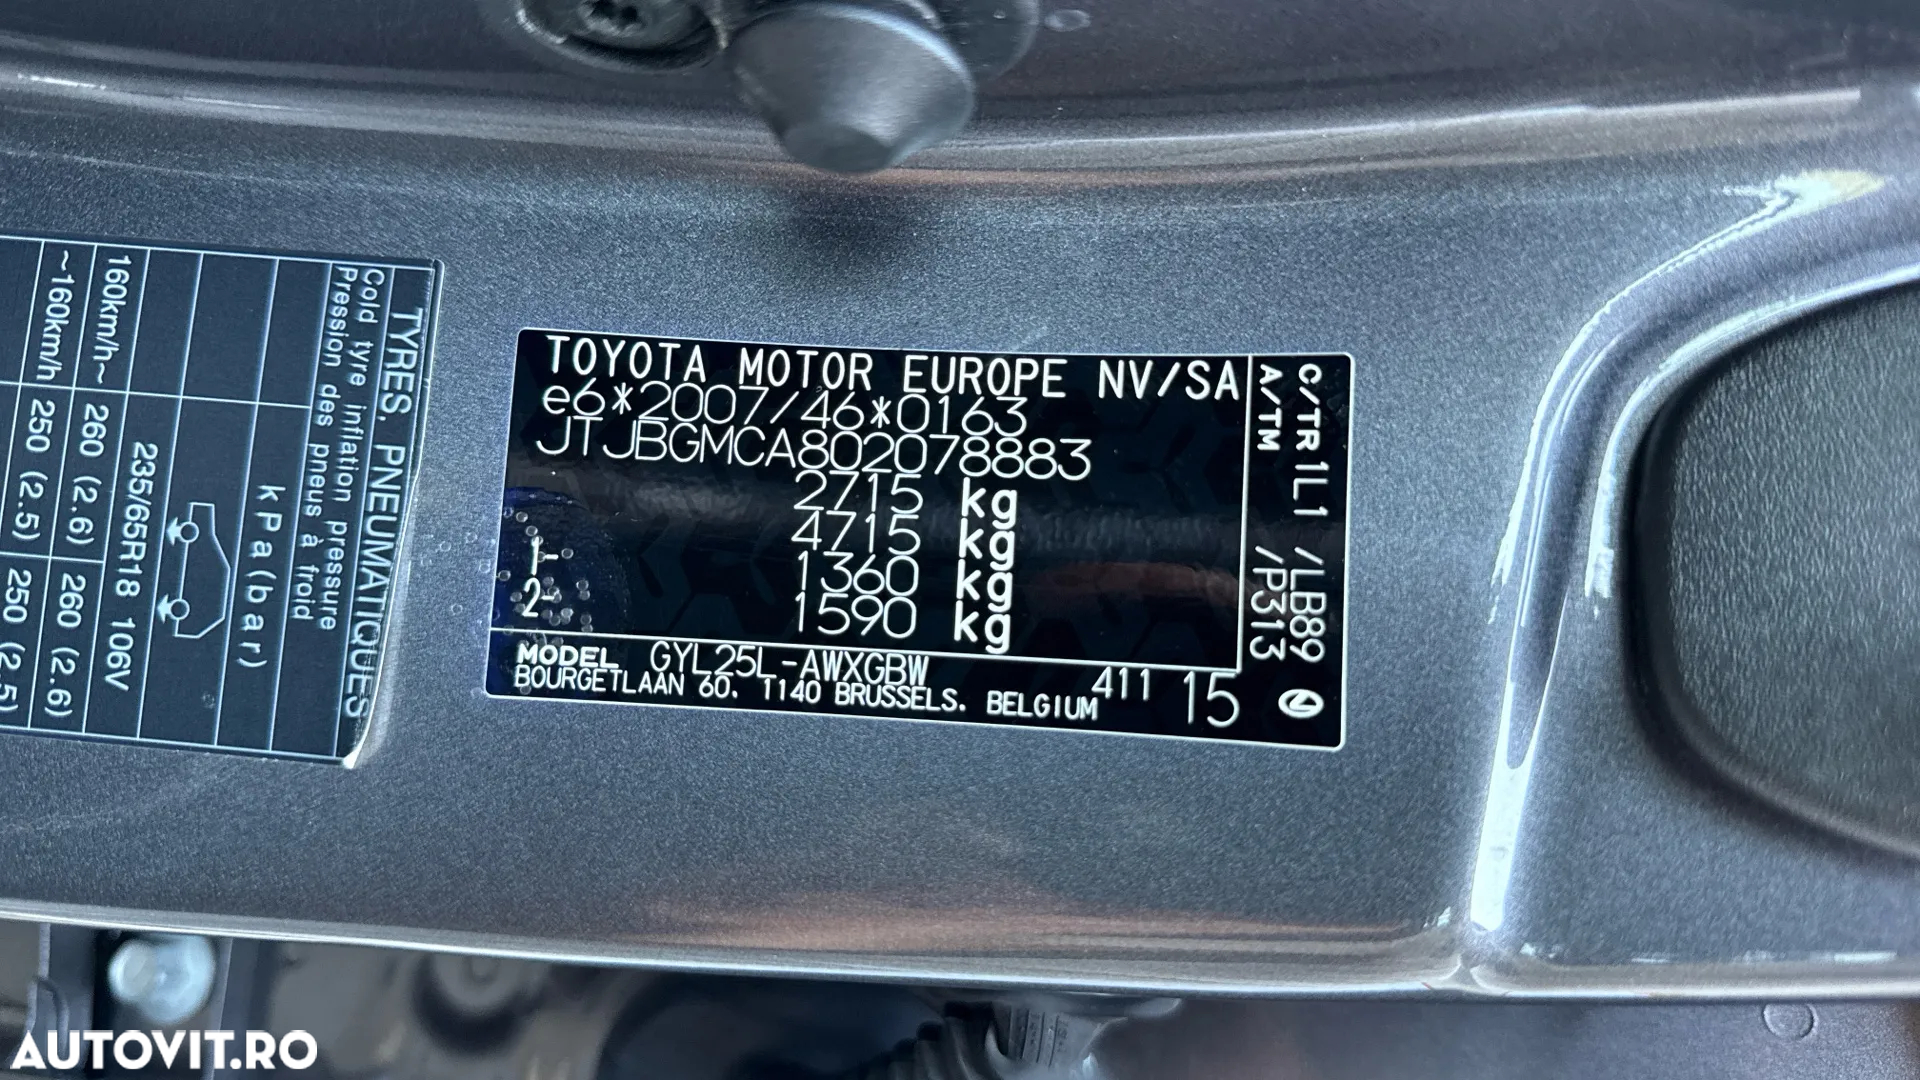 TYRES, PNEUMATIQUES
Cold tyre inflation pressure
Pression des pneus à froid
kPa(bar)
235/65R18 106V
160km/h~ 260 (2.6) 260 (2.6)
~160km/h 250 (2.5) 250 (2.5)
TOYOTA MOTOR EUROPE NV/SA
e6*2007/46*0163
JTJBGMCA802078883
2715 kg
4715 kg
1- 1360 kg
2- 1590 kg
MODEL GYL25L-AWXGBW
BOURGETLAAN 60. 1140 BRUSSELS. BELGIUM 411 15
C/TR 1L1 /LB89
A/TM /P313
AUTOVIT.RO